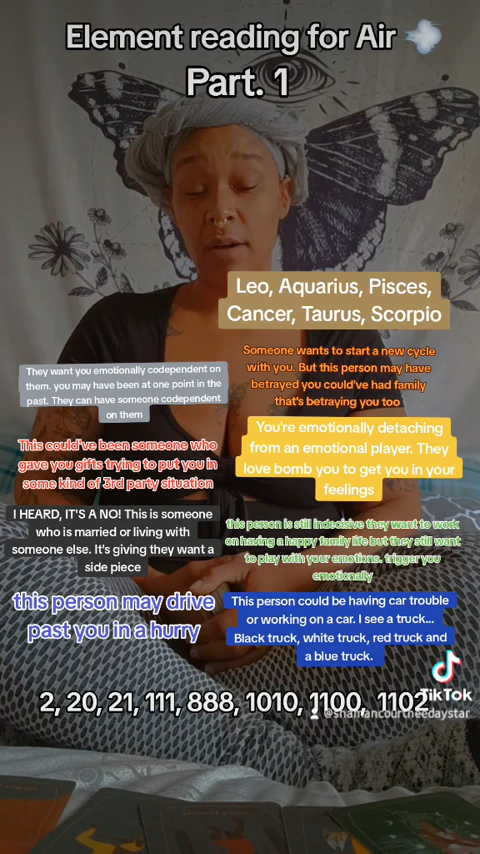 Element reading for Air 💨
Part. 1
Leo, Aquarius, Pisces,
Cancer, Taurus, Scorpio
They want you emotionally codependent on
them. you may have been at one point in the
past. They can have someone codependent
on them
Someone wants to start a new cycle
with you. But this person may have
betrayed you could've had family
that's betraying you too
This could've been someone who
gave you gifts trying to put you in
some kind of 3rd party situation
You're emotionally detaching
from an emotional player. They
love bomb you to get you in your
feelings
I HEARD, IT'S A NO! This is someone
who is married or living with
someone else. It's giving they want a
side piece
this person is still indecisive they want to work
on having a happy family life but they still want
to play with your emotions. trigger you
emotionally
this person may drive
past you in a hurry
This person could be having car trouble
or working on a car. I see a truck...
Black truck, white truck, red truck and
a blue truck.
2, 20, 21, 111, 888, 1010, 1100, 1102
TikTok
@shamancourtneedaystar